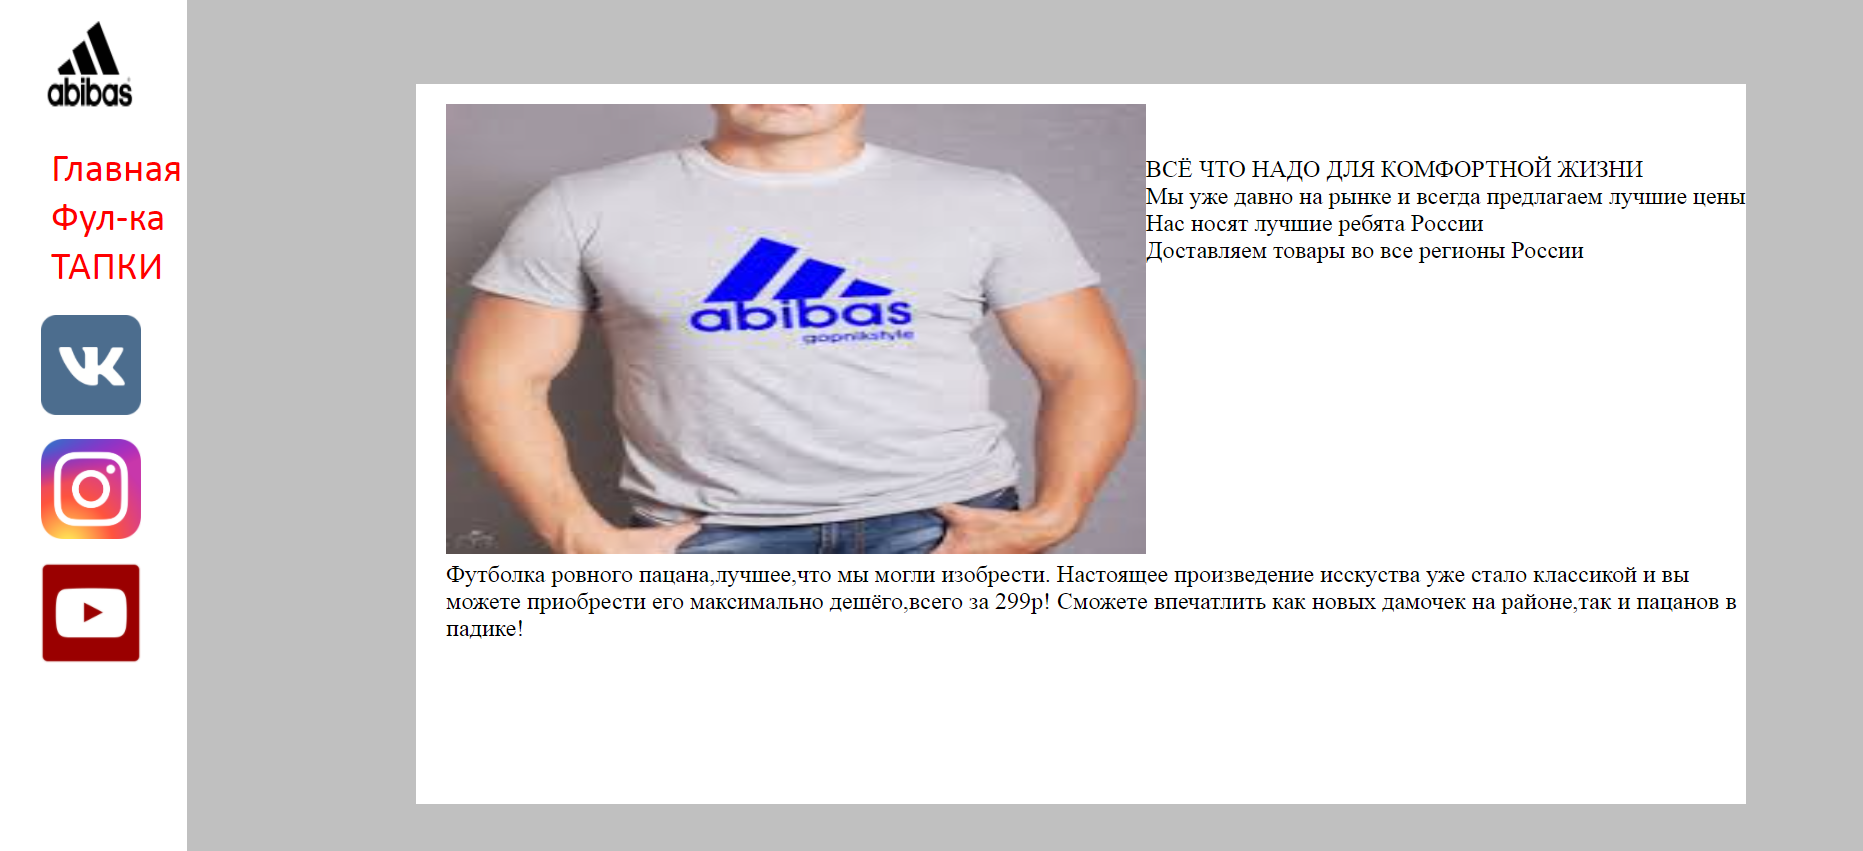 abibas
Главная
Фул-ка
ТАПКИ
abibas
gopnikstyle
ВСЁ ЧТО НАДО ДЛЯ КОМФОРТНОЙ ЖИЗНИ
Мы уже давно на рынке и всегда предлагаем лучшие цены
Нас носят лучшие ребята России
Доставляем товары во все регионы России
Футболка ровного пацана,лучшее,что мы могли изобрести. Настоящее произведение исскуства уже стало классикой и вы
можете приобрести его максимально дешёго,всего за 299р! Сможете впечатлить как новых дамочек на районе,так и пацанов в
падике!